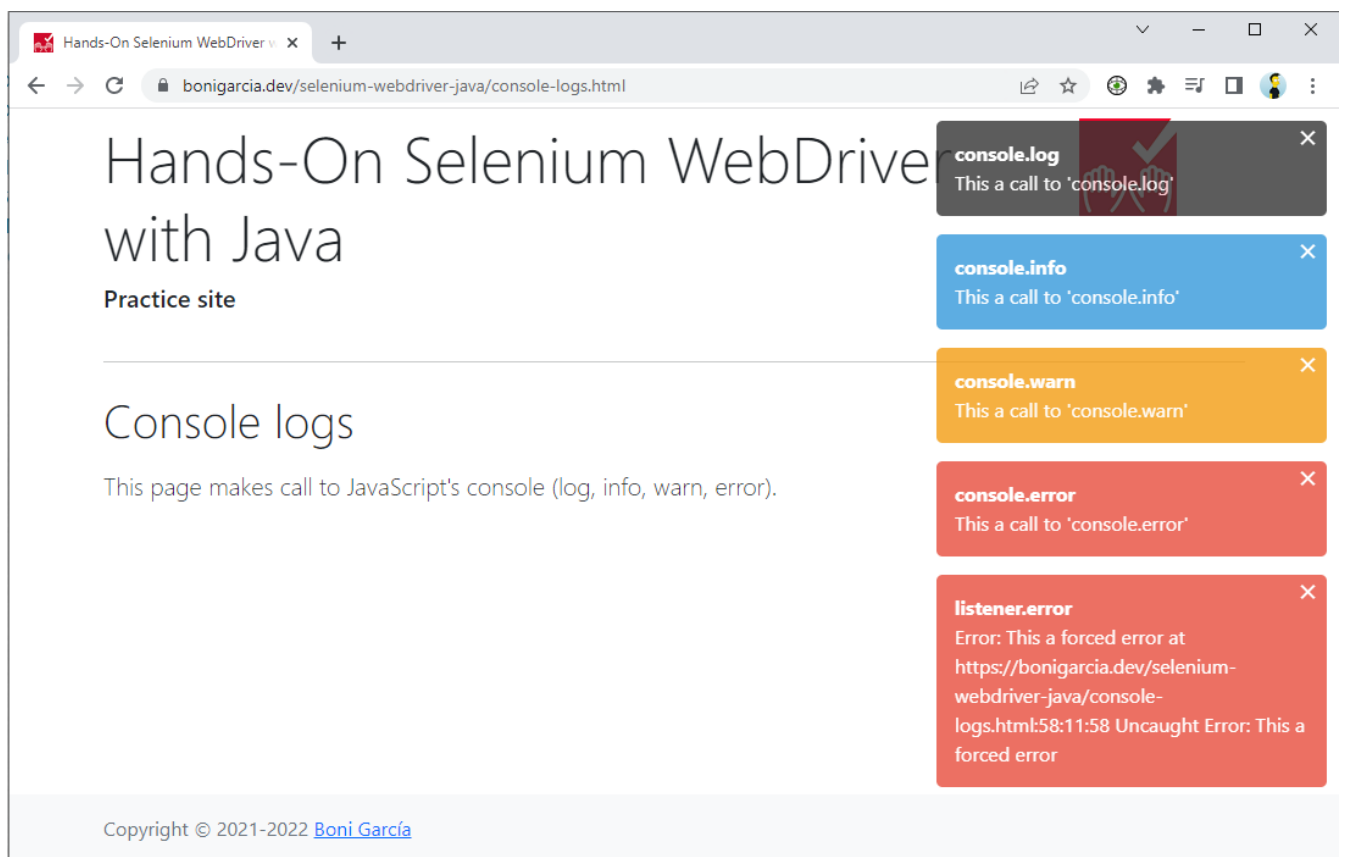 Hands-On Selenium WebDriver w
bonigarcia.dev/selenium-webdriver-java/console-logs.html
Hands-On Selenium WebDriver
with Java
Practice site
Console logs
This page makes call to JavaScript's console (log, info, warn, error).
console.log
This a call to 'console.log'
console.info
This a call to 'console.info'
console.warn
This a call to 'console.warn'
console.error
This a call to 'console.error'
listener.error
Error: This a forced error at
https://bonigarcia.dev/selenium-
webdriver-java/console-
logs.html:58:11:58 Uncaught Error: This a
forced error
Copyright © 2021-2022 Boni García